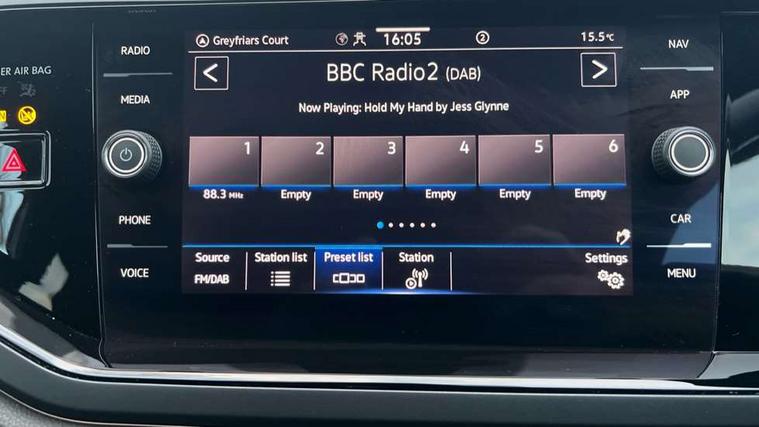 RADIO
MEDIA
PHONE
VOICE
ER AIR BAG
Greyfriars Court
16:05
2
15.5°C
BBC Radio2 (DAB)
Now Playing: Hold My Hand by Jess Glynne
1 2 3 4 5 6
88.3 MHz Empty Empty Empty Empty Empty
Source Station list Preset list Station Settings
FM/DAB
NAV
APP
CAR
MENU